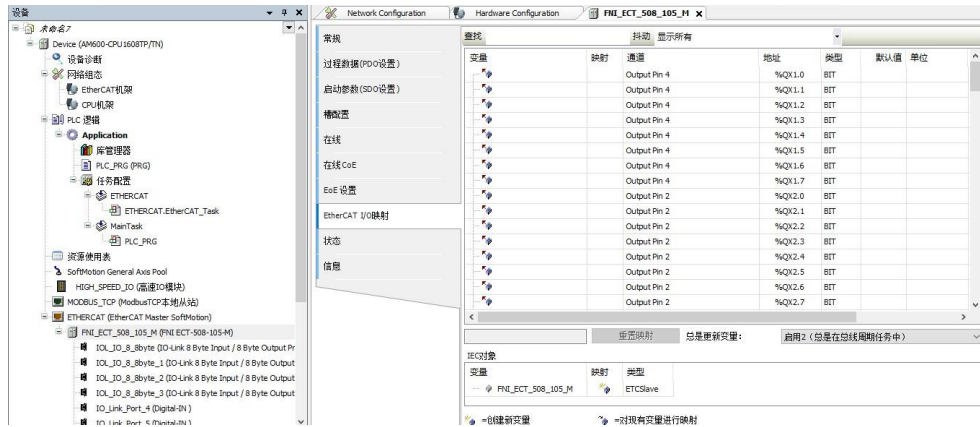 设备
未命名7
Device (AM600-CPU1608TP/TN)
设备诊断
网络组态
EtherCAT机架
CPU机架
PLC 逻辑
Application
库管理器
PLC_PRG (PRG)
任务配置
ETHERCAT
ETHERCAT.EtherCAT_Task
MainTask
PLC_PRG
资源使用表
SoftMotion General Axis Pool
HIGH_SPEED_IO (高速IO模块)
MODBUS_TCP (ModbusTCP本地从站)
ETHERCAT (EtherCAT Master SoftMotion)
FNI_ECT_508_105_M (FNI ECT-508-105-M)
IOL_IO_8_8byte (IO-Link 8 Byte Input / 8 Byte Output Pr
IOL_IO_8_8byte_1 (IO-Link 8 Byte Input / 8 Byte Output
IOL_IO_8_8byte_2 (IO-Link 8 Byte Input / 8 Byte Output
IOL_IO_8_8byte_3 (IO-Link 8 Byte Input / 8 Byte Output
IO_Link_Port_4 (Digital-IN )
IO_Link_Port_5 (Digital-IN )
Network Configuration
Hardware Configuration
FNI_ECT_508_105_M
常规
过程数据(PDO设置)
启动参数(SDO设置)
槽配置
在线
在线CoE
EoE 设置
EtherCAT I/O映射
状态
信息
查找 抖动 显示所有
变量 映射 通道 地址 类型 默认值 单位
Output Pin 4 %QX1.0 BIT
Output Pin 4 %QX1.1 BIT
Output Pin 4 %QX1.2 BIT
Output Pin 4 %QX1.3 BIT
Output Pin 4 %QX1.4 BIT
Output Pin 4 %QX1.5 BIT
Output Pin 4 %QX1.6 BIT
Output Pin 4 %QX1.7 BIT
Output Pin 2 %QX2.0 BIT
Output Pin 2 %QX2.1 BIT
Output Pin 2 %QX2.2 BIT
Output Pin 2 %QX2.3 BIT
Output Pin 2 %QX2.4 BIT
Output Pin 2 %QX2.5 BIT
Output Pin 2 %QX2.6 BIT
Output Pin 2 %QX2.7 BIT
重置映射 总是更新变量: 启用2 (总是在总线周期任务中)
IEC对象
变量 映射 类型
FNI_ECT_508_105_M ETCSlave
=创建新变量 =对现有变量进行映射